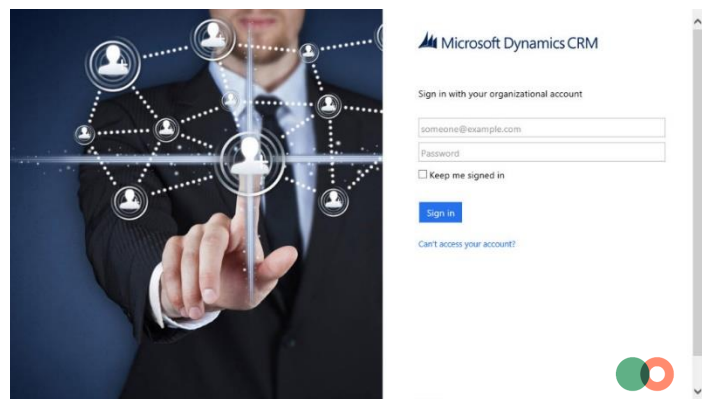 Microsoft Dynamics CRM
Sign in with your organizational account
someone@example.com
Password
Keep me signed in
Sign in
Can't access your account?